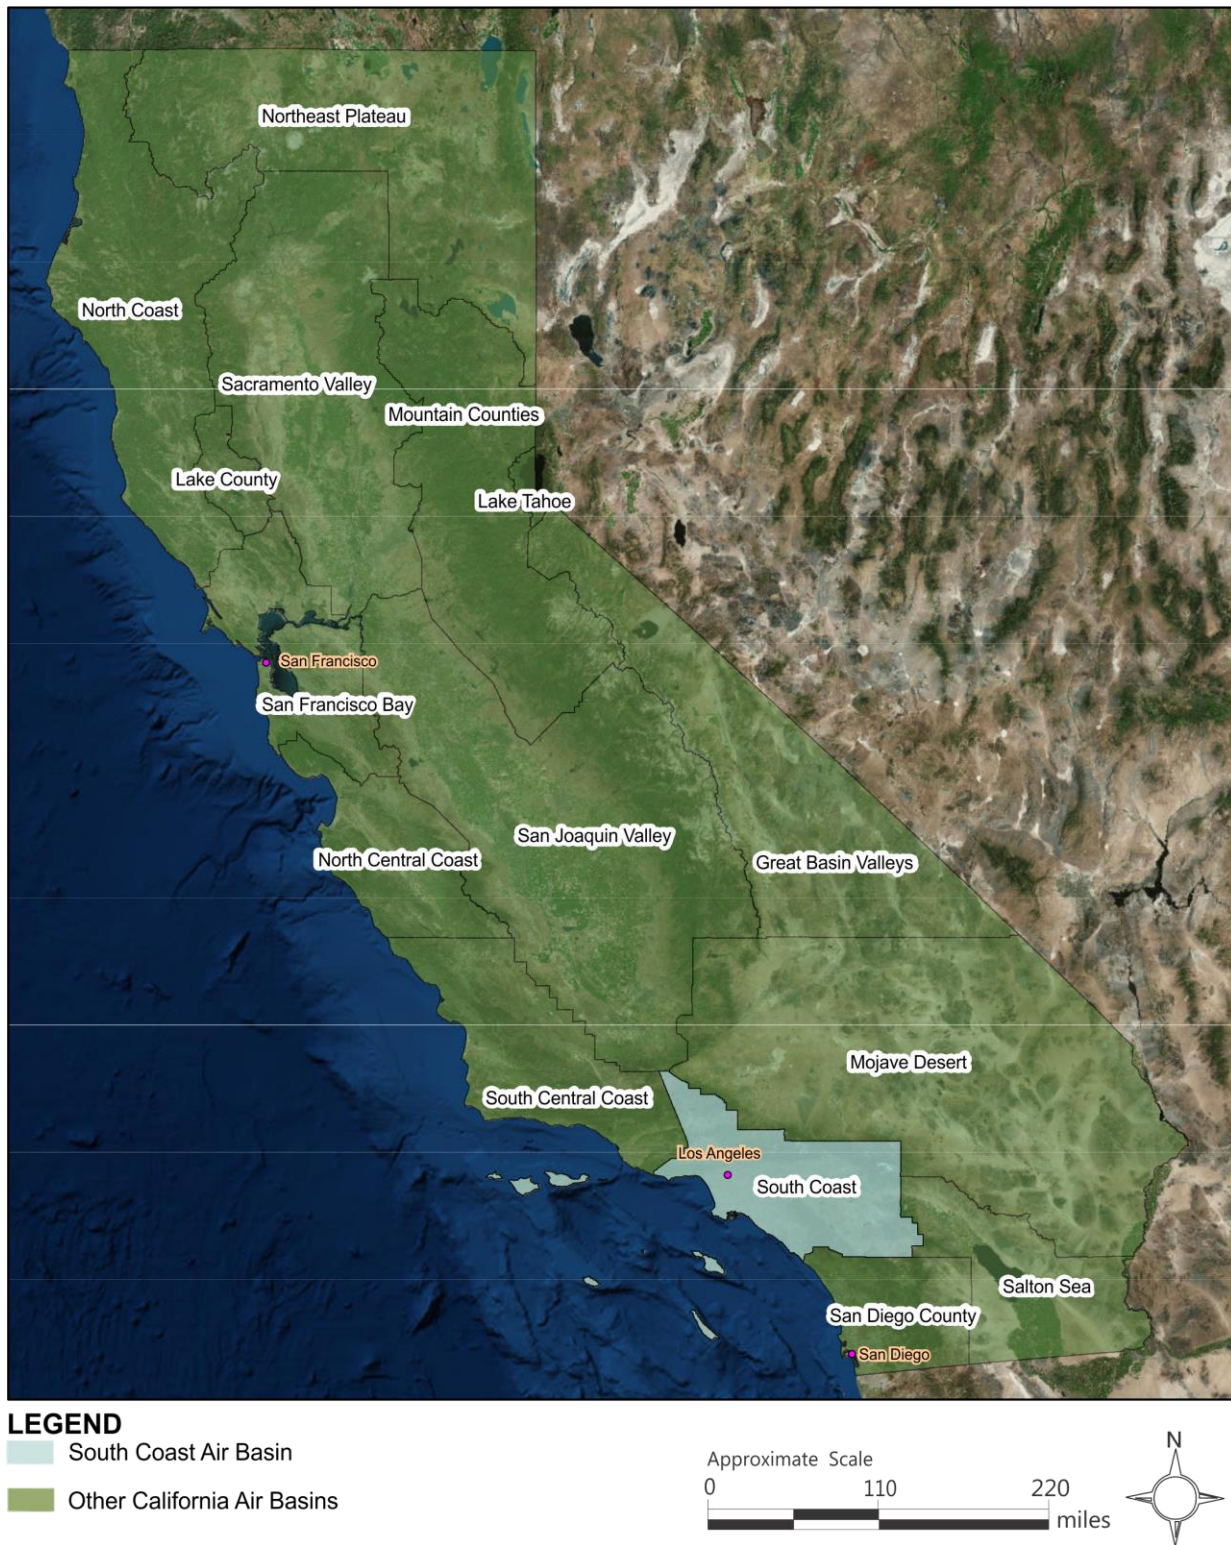 Northeast Plateau
North Coast
Sacramento Valley
Mountain Counties
Lake County
Lake Tahoe
San Francisco
San Francisco Bay
San Joaquin Valley
North Central Coast
Great Basin Valleys
Mojave Desert
South Central Coast
Los Angeles
South Coast
Salton Sea
San Diego County
San Diego
LEGEND
South Coast Air Basin
Other California Air Basins
Approximate Scale
0 110 220
miles
N